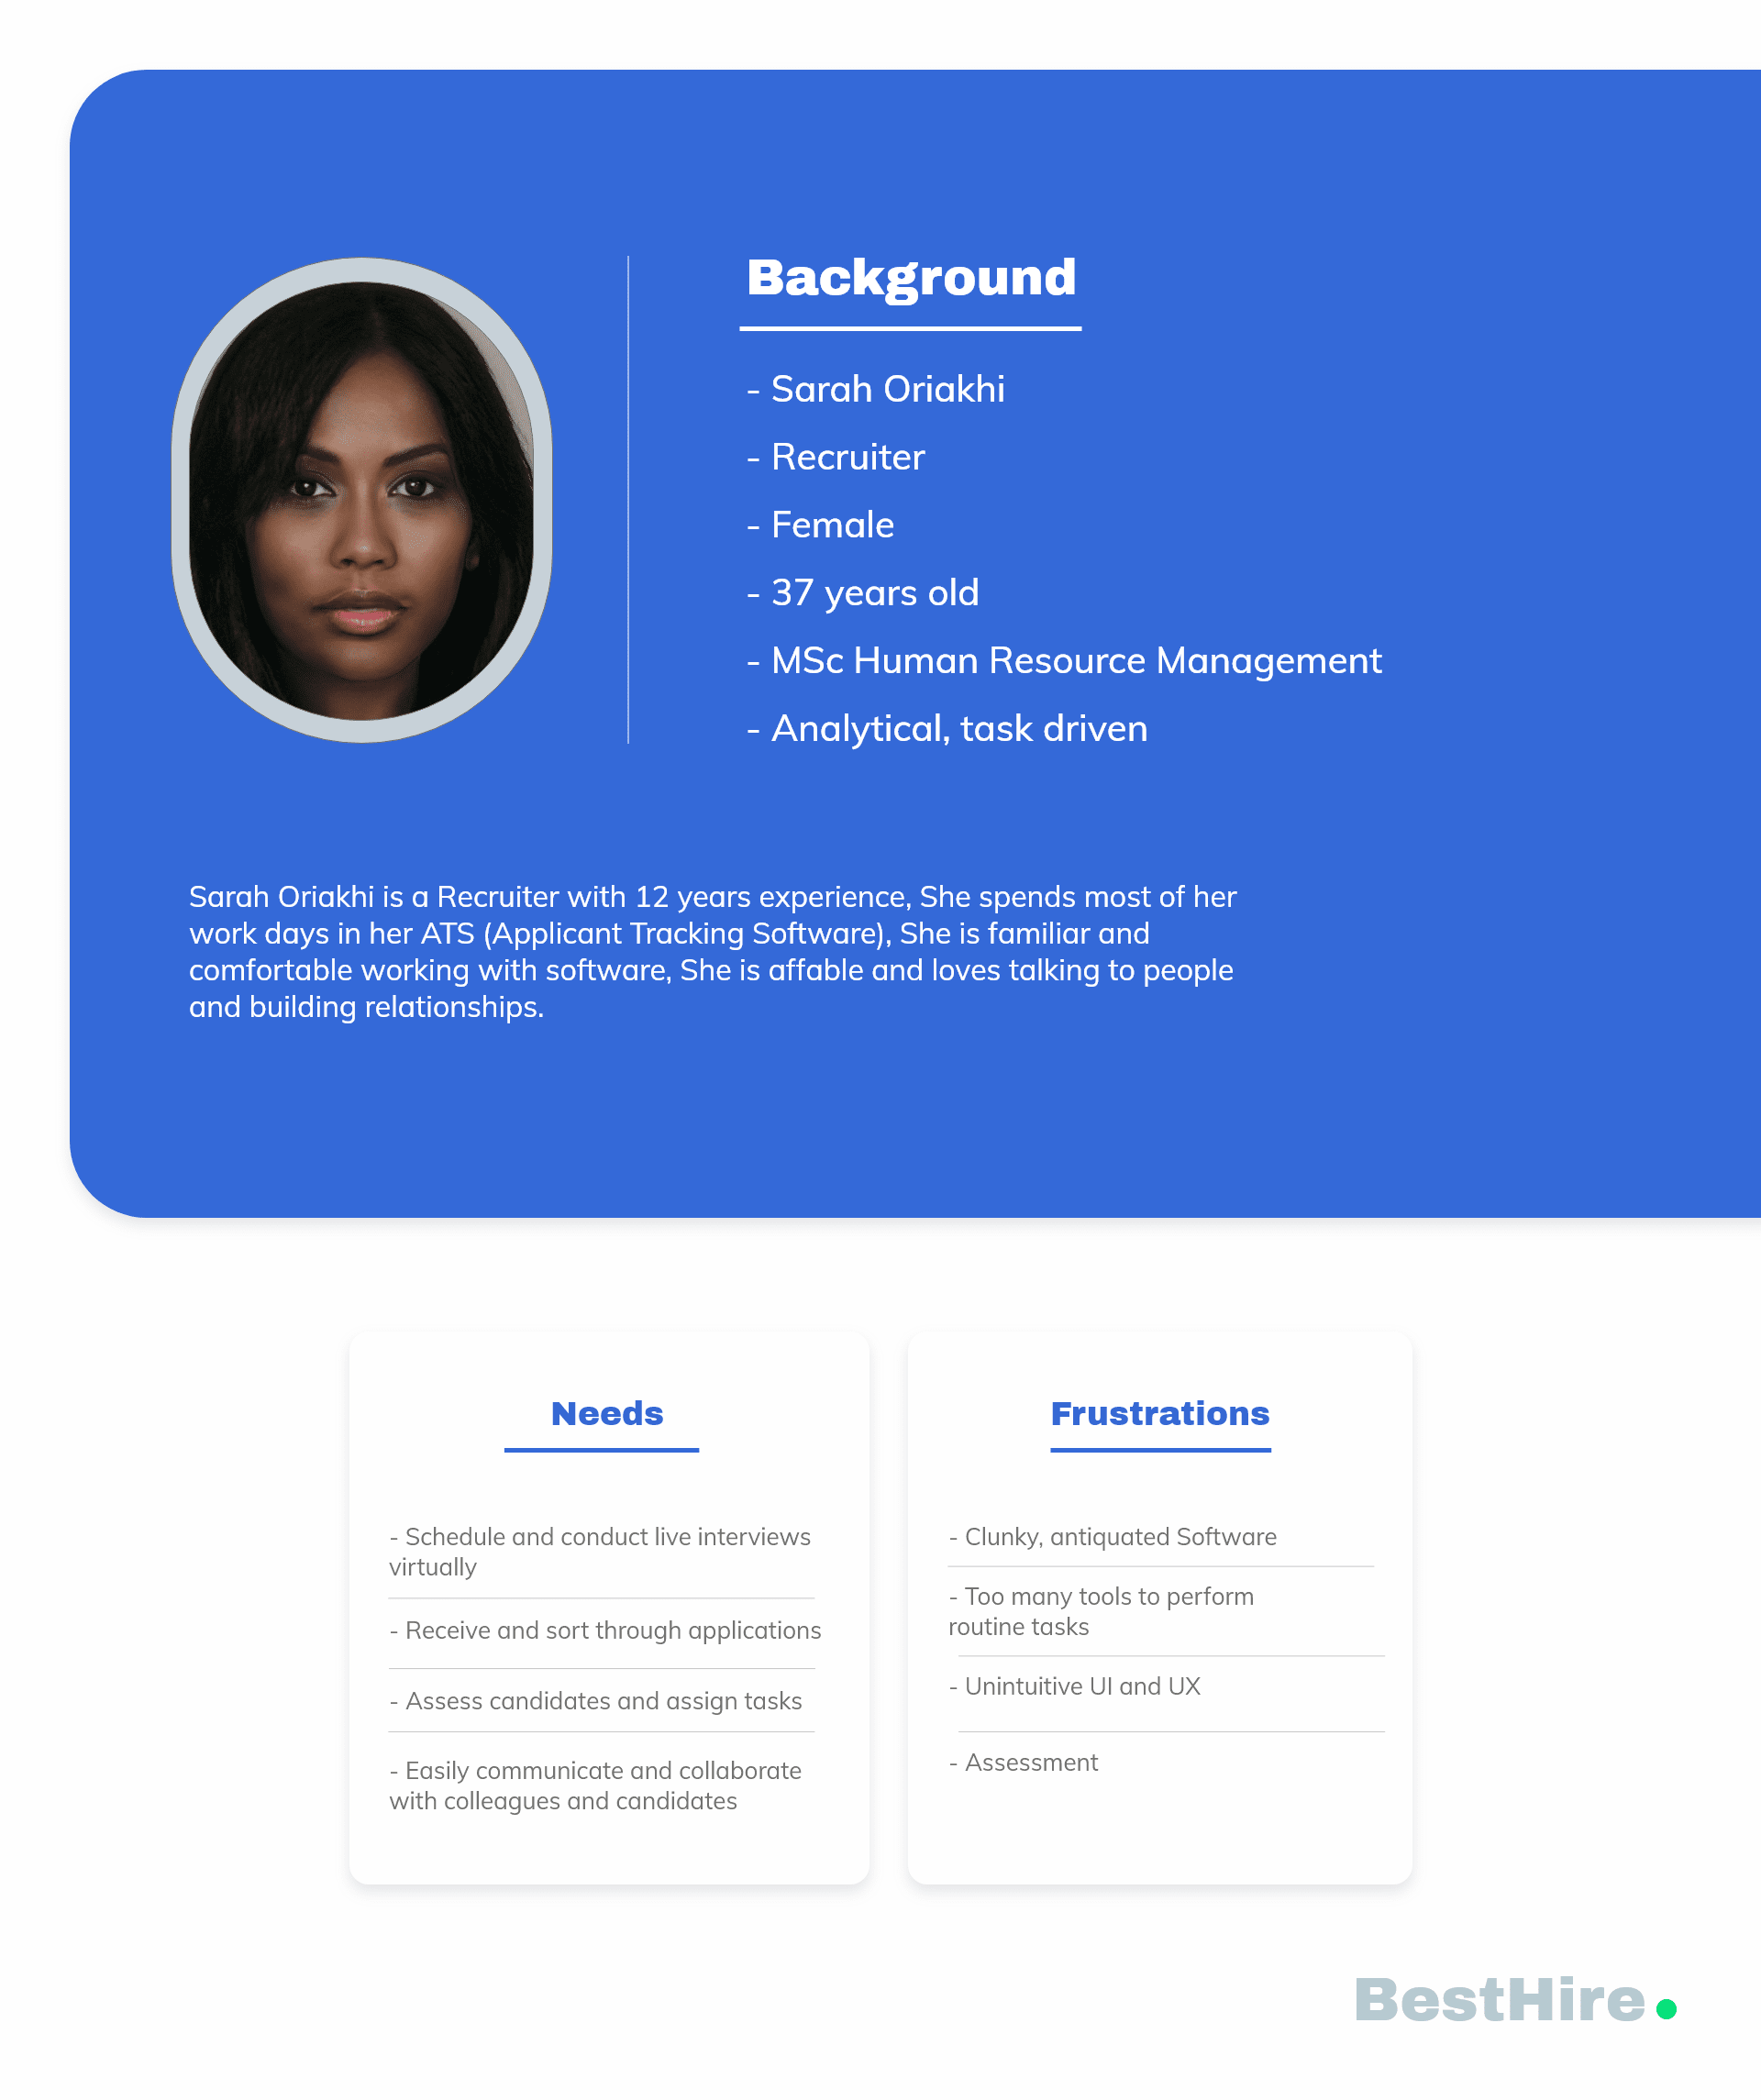 Background
- Sarah Oriakhi
- Recruiter
- Female
- 37 years old
- MSc Human Resource Management
- Analytical, task driven
Sarah Oriakhi is a Recruiter with 12 years experience, She spends most of her
work days in her ATS (Applicant Tracking Software), She is familiar and
comfortable working with software, She is affable and loves talking to people
and building relationships.
Needs
- Schedule and conduct live interviews
virtually
- Receive and sort through applications
- Assess candidates and assign tasks
- Easily communicate and collaborate
with colleagues and candidates
Frustrations
- Clunky, antiquated Software
- Too many tools to perform
routine tasks
- Unintuitive UI and UX
- Assessment
BestHire